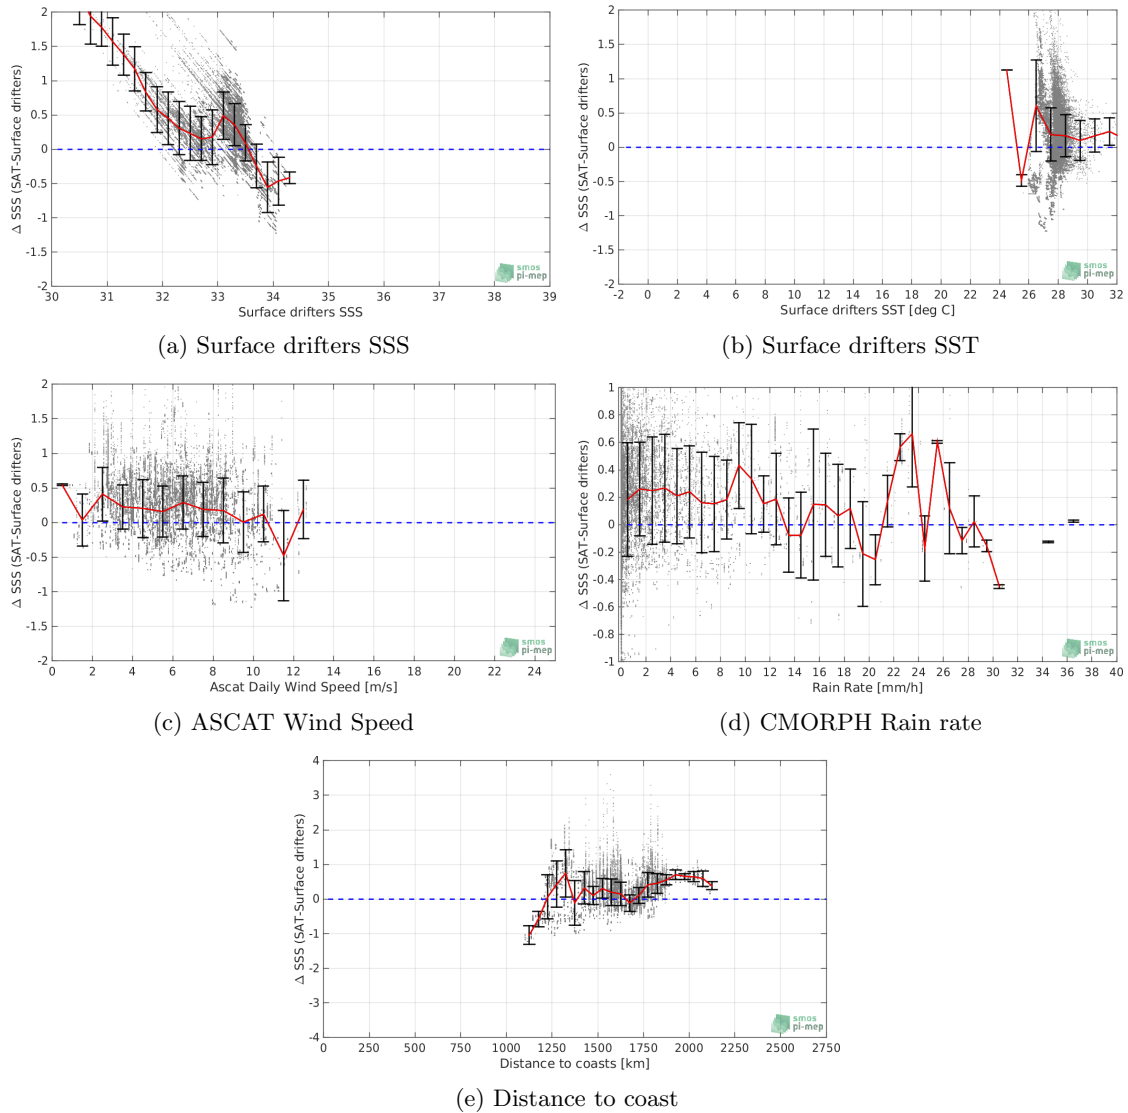 Δ SSS (SAT-Surface drifters)
2
1.5
1
0.5
0
-0.5
-1
-1.5
-2
30 31 32 33 34 35 36 37 38 39
Surface drifters SSS
smos
pi-mep
(a) Surface drifters SSS
Δ SSS (SAT-Surface drifters)
2
1.5
1
0.5
0
-0.5
-1
-1.5
-2
-2 0 2 4 6 8 10 12 14 16 18 20 22 24 26 28 30 32
Surface drifters SST [deg C]
smos
pi-mep
(b) Surface drifters SST
Δ SSS (SAT-Surface drifters)
2
1.5
1
0.5
0
-0.5
-1
-1.5
-2
0 2 4 6 8 10 12 14 16 18 20 22 24
Ascat Daily Wind Speed [m/s]
smos
pi-mep
(c) ASCAT Wind Speed
Δ SSS (SAT-Surface drifters)
1
0.8
0.6
0.4
0.2
0
-0.2
-0.4
-0.6
-0.8
-1
0 2 4 6 8 10 12 14 16 18 20 22 24 26 28 30 32 34 36 38 40
Rain Rate [mm/h]
smos
pi-mep
(d) CMORPH Rain rate
Δ SSS (SAT-Surface drifters)
4
3
2
1
0
-1
-2
-3
-4
0 250 500 750 1000 1250 1500 1750 2000 2250 2500 2750
Distance to coasts [km]
smos
pi-mep
(e) Distance to coast